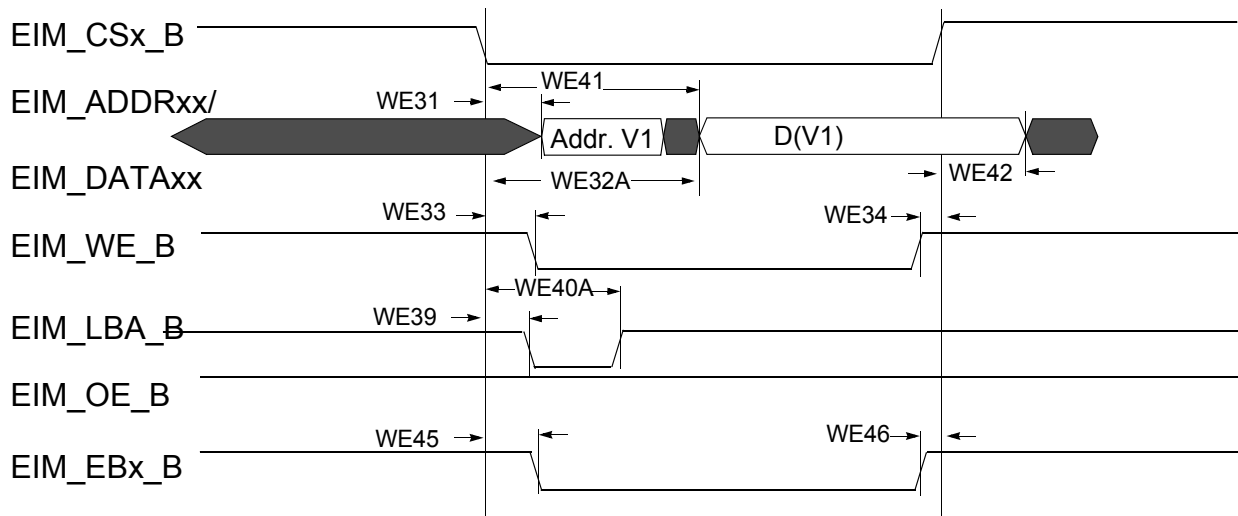 EIM_CSx_B
WE41
EIM_ADDRxx/
WE31
Addr. V1
D(V1)
EIM_DATAxx
WE32A
WE42
WE33
WE34
EIM_WE_B
WE40A
EIM_LBA_B
WE39
EIM_OE_B
WE45
WE46
EIM_EBx_B